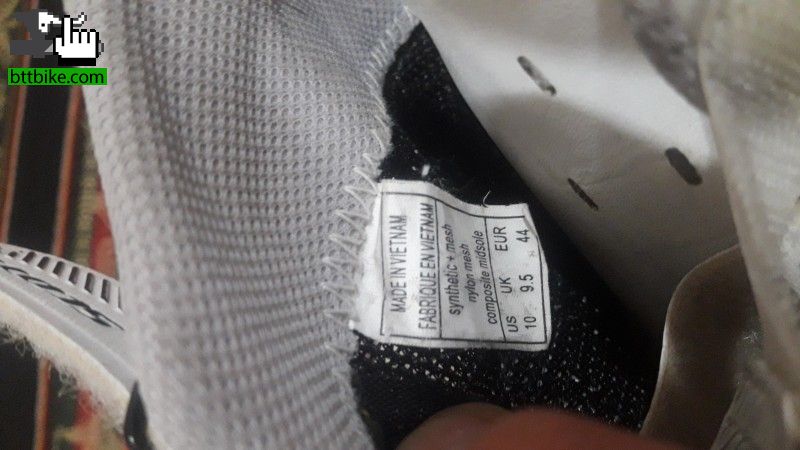 bttbike.com
MADE IN VIETNAM
FABRIQUE EN VIETNAM
synthetic + mesh
nylon mesh
composite midsole
US UK EUR
10 9.5 44